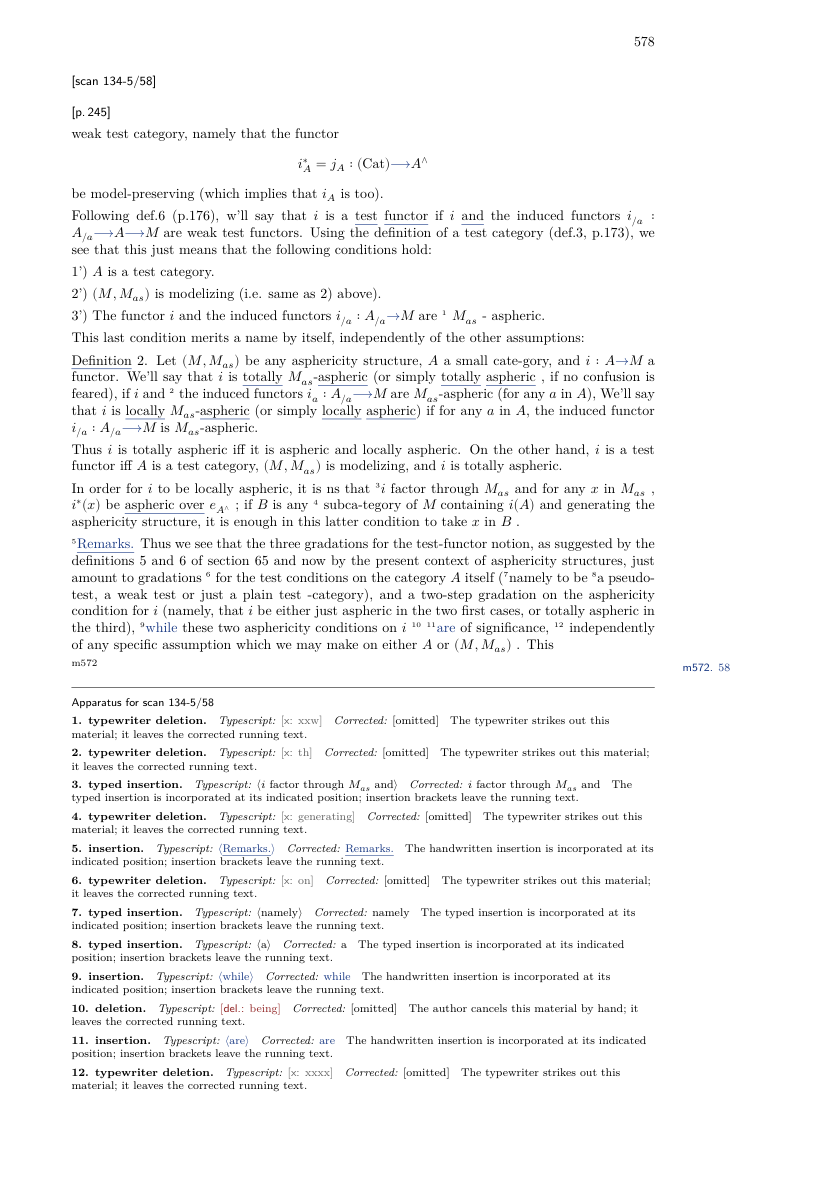 578
[scan 134-5/58]
[p. 245]
weak test category, namely that the functor
i*_A = j_A : (Cat)⟶A^∧
be model-preserving (which implies that i_A is too).
Following def.6 (p.176), w'll say that i is a test functor if i and the induced functors i_{/a} :
A_{/a}⟶A⟶M are weak test functors. Using the definition of a test category (def.3, p.173), we
see that this just means that the following conditions hold:
1') A is a test category.
2') (M, M_as) is modelizing (i.e. same as 2) above).
3') The functor i and the induced functors i_{/a} : A_{/a}→M are ¹ M_as - aspheric.
This last condition merits a name by itself, independently of the other assumptions:
Definition 2. Let (M, M_as) be any asphericity structure, A a small cate-gory, and i : A→M a
functor. We'll say that i is totally M_as-aspheric (or simply totally aspheric , if no confusion is
feared), if i and ² the induced functors i_a : A_{/a}⟶M are M_as-aspheric (for any a in A), We'll say
that i is locally M_as-aspheric (or simply locally aspheric) if for any a in A, the induced functor
i_{/a} : A_{/a}⟶M is M_as-aspheric.
Thus i is totally aspheric iff it is aspheric and locally aspheric. On the other hand, i is a test
functor iff A is a test category, (M, M_as) is modelizing, and i is totally aspheric.
In order for i to be locally aspheric, it is ns that ³i factor through M_as and for any x in M_as ,
i*(x) be aspheric over e_{A^∧} ; if B is any ⁴ subca-tegory of M containing i(A) and generating the
asphericity structure, it is enough in this latter condition to take x in B .
⁵Remarks. Thus we see that the three gradations for the test-functor notion, as suggested by the
definitions 5 and 6 of section 65 and now by the present context of asphericity structures, just
amount to gradations ⁶ for the test conditions on the category A itself (⁷namely to be ⁸a pseudo-
test, a weak test or just a plain test -category), and a two-step gradation on the asphericity
condition for i (namely, that i be either just aspheric in the two first cases, or totally aspheric in
the third), ⁹while these two asphericity conditions on i ¹⁰ ¹¹are of significance, ¹² independently
of any specific assumption which we may make on either A or (M, M_as) . This
m572
m572. 58
Apparatus for scan 134-5/58
1. typewriter deletion. Typescript: [x: xxw] Corrected: [omitted] The typewriter strikes out this
material; it leaves the corrected running text.
2. typewriter deletion. Typescript: [x: th] Corrected: [omitted] The typewriter strikes out this material;
it leaves the corrected running text.
3. typed insertion. Typescript: ⟨i factor through M_as and⟩ Corrected: i factor through M_as and The
typed insertion is incorporated at its indicated position; insertion brackets leave the running text.
4. typewriter deletion. Typescript: [x: generating] Corrected: [omitted] The typewriter strikes out this
material; it leaves the corrected running text.
5. insertion. Typescript: ⟨Remarks.⟩ Corrected: Remarks. The handwritten insertion is incorporated at its
indicated position; insertion brackets leave the running text.
6. typewriter deletion. Typescript: [x: on] Corrected: [omitted] The typewriter strikes out this material;
it leaves the corrected running text.
7. typed insertion. Typescript: ⟨namely⟩ Corrected: namely The typed insertion is incorporated at its
indicated position; insertion brackets leave the running text.
8. typed insertion. Typescript: ⟨a⟩ Corrected: a The typed insertion is incorporated at its indicated
position; insertion brackets leave the running text.
9. insertion. Typescript: ⟨while⟩ Corrected: while The handwritten insertion is incorporated at its
indicated position; insertion brackets leave the running text.
10. deletion. Typescript: [del.: being] Corrected: [omitted] The author cancels this material by hand; it
leaves the corrected running text.
11. insertion. Typescript: ⟨are⟩ Corrected: are The handwritten insertion is incorporated at its indicated
position; insertion brackets leave the running text.
12. typewriter deletion. Typescript: [x: xxxx] Corrected: [omitted] The typewriter strikes out this
material; it leaves the corrected running text.